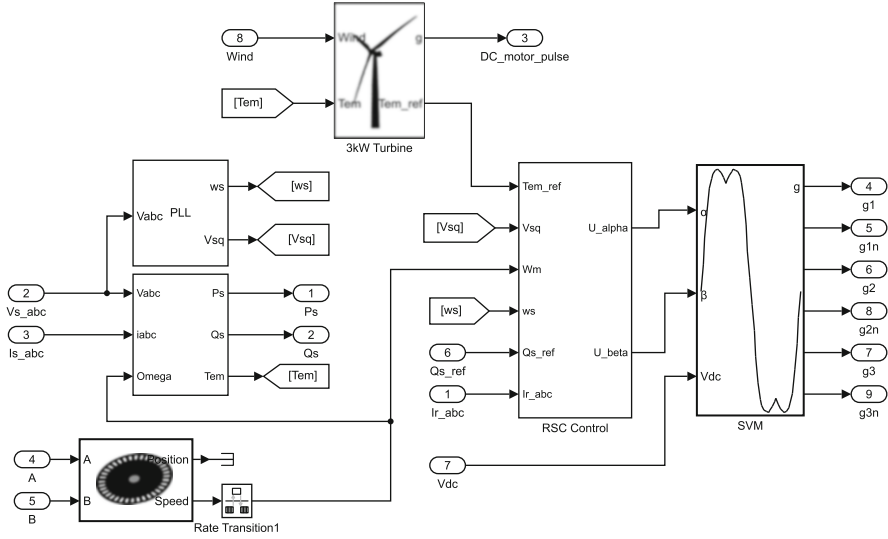 8
Wind
Wind
g
3
DC_motor_pulse
[Tem]
Tem
Tem_ref
3kW Turbine
PLL
Vabc
ws
[ws]
Vsq
[Vsq]
2
Vs_abc
Vabc
Ps
1
Ps
3
Is_abc
iabc
Qs
2
Qs
Omega
Tem
[Tem]
4
A
A
Position
5
B
B
Speed
Rate Transition1
Tem_ref
[Vsq]
Vsq
U_alpha
Wm
[ws]
ws
6
Qs_ref
Qs_ref
U_beta
1
Ir_abc
Ir_abc
RSC Control
7
Vdc
α
β
Vdc
g
SVM
4
g1
5
g1n
6
g2
8
g2n
7
g3
9
g3n